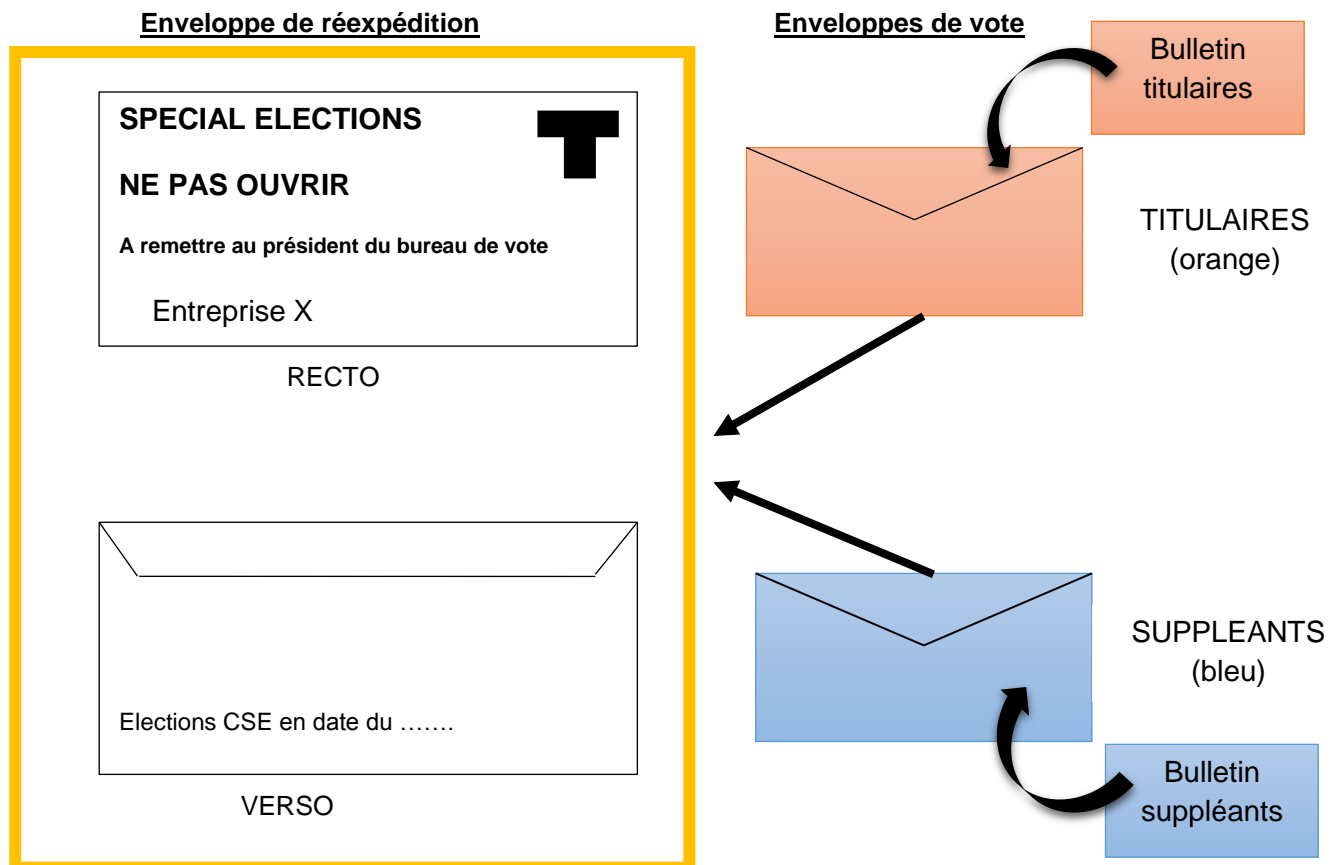 Enveloppe de réexpédition
SPECIAL ELECTIONS
NE PAS OUVRIR
A remettre au président du bureau de vote
Entreprise X
RECTO
Elections CSE en date du …….
VERSO
Enveloppes de vote
Bulletin
titulaires
TITULAIRES
(orange)
SUPPLEANTS
(bleu)
Bulletin
suppléants